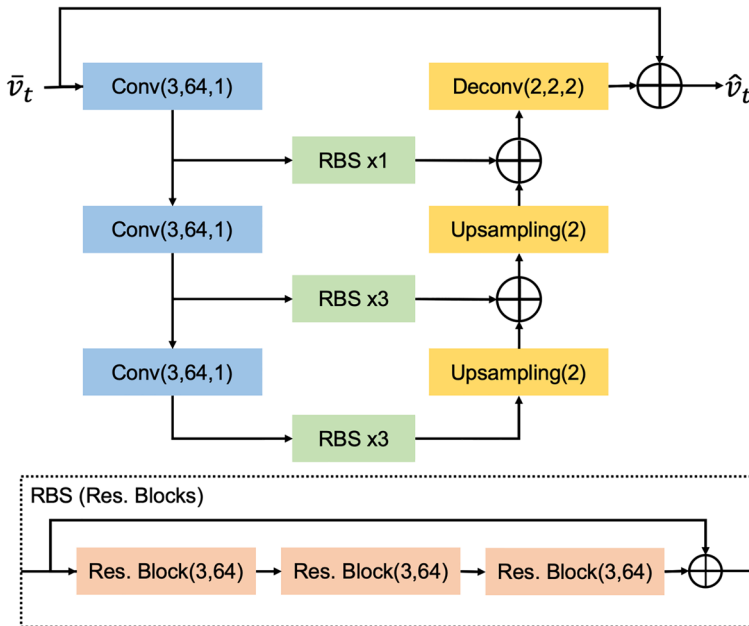 v̄ₜ
Conv(3,64,1)
Deconv(2,2,2)
v̂ₜ
RBS x1
Conv(3,64,1)
Upsampling(2)
RBS x3
Conv(3,64,1)
Upsampling(2)
RBS x3
RBS (Res. Blocks)
Res. Block(3,64)
Res. Block(3,64)
Res. Block(3,64)